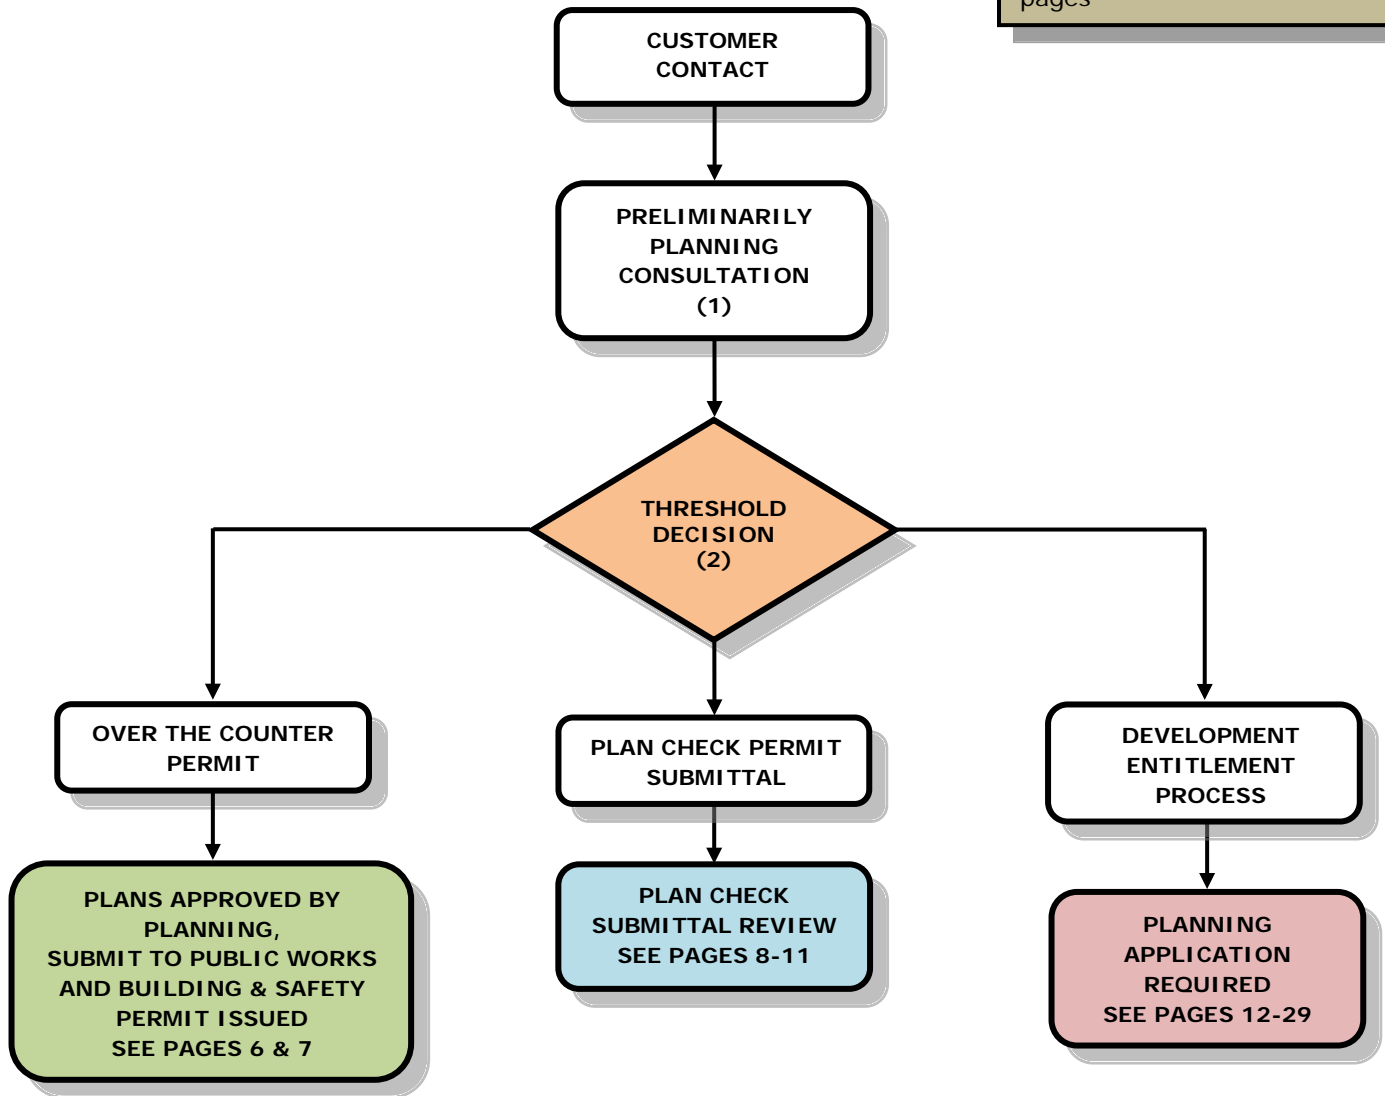 pages
CUSTOMER
CONTACT
PRELIMINARILY
PLANNING
CONSULTATION
(1)
THRESHOLD
DECISION
(2)
OVER THE COUNTER
PERMIT
PLAN CHECK PERMIT
SUBMITTAL
DEVELOPMENT
ENTITLEMENT
PROCESS
PLANS APPROVED BY
PLANNING,
SUBMIT TO PUBLIC WORKS
AND BUILDING & SAFETY
PERMIT ISSUED
SEE PAGES 6 & 7
PLAN CHECK
SUBMITTAL REVIEW
SEE PAGES 8-11
PLANNING
APPLICATION
REQUIRED
SEE PAGES 12-29